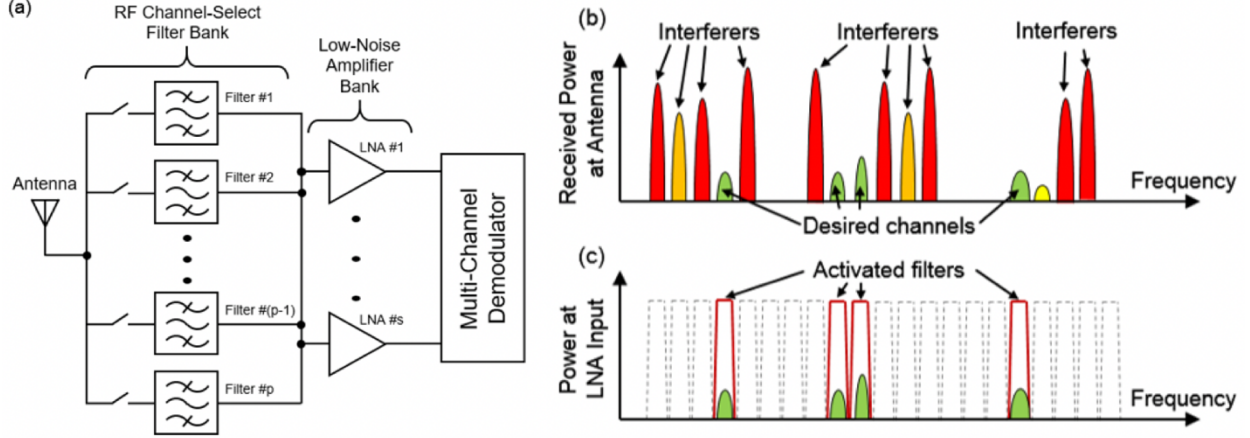 (a)
RF Channel-Select
Filter Bank
Low-Noise
Amplifier
Bank
Filter #1
LNA #1
Filter #2
Antenna
Multi-Channel
Demodulator
Filter #(p-1)
LNA #s
Filter #p
(b)
Interferers
Interferers
Interferers
Received Power
at Antenna
Frequency
Desired channels
(c)
Activated filters
Power at
LNA Input
Frequency